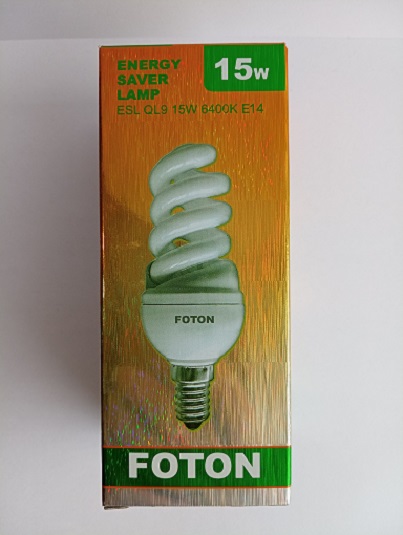 ENERGY
SAVER
LAMP
ESL QL9 15W 6400K E14
15W
FOTON
FOTON